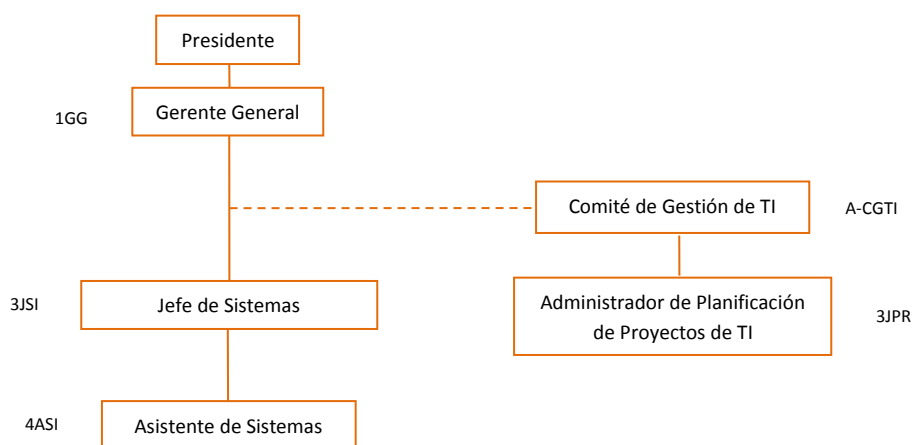 Presidente
1GG
Gerente General
Comité de Gestión de TI
A-CGTI
3JSI
Jefe de Sistemas
Administrador de Planificación
de Proyectos de TI
3JPR
4ASI
Asistente de Sistemas